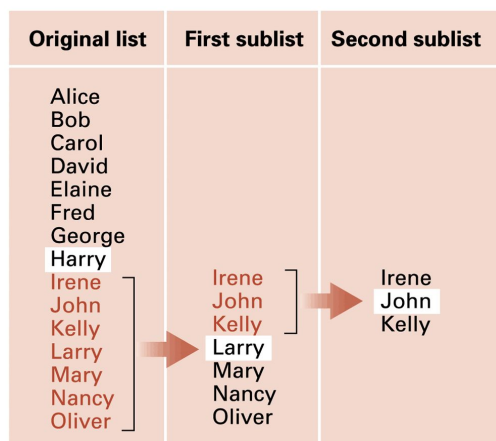 Original list
First sublist
Second sublist
Alice
Bob
Carol
David
Elaine
Fred
George
Harry
Irene
John
Kelly
Larry
Mary
Nancy
Oliver
Irene
John
Kelly
Larry
Mary
Nancy
Oliver
Irene
John
Kelly